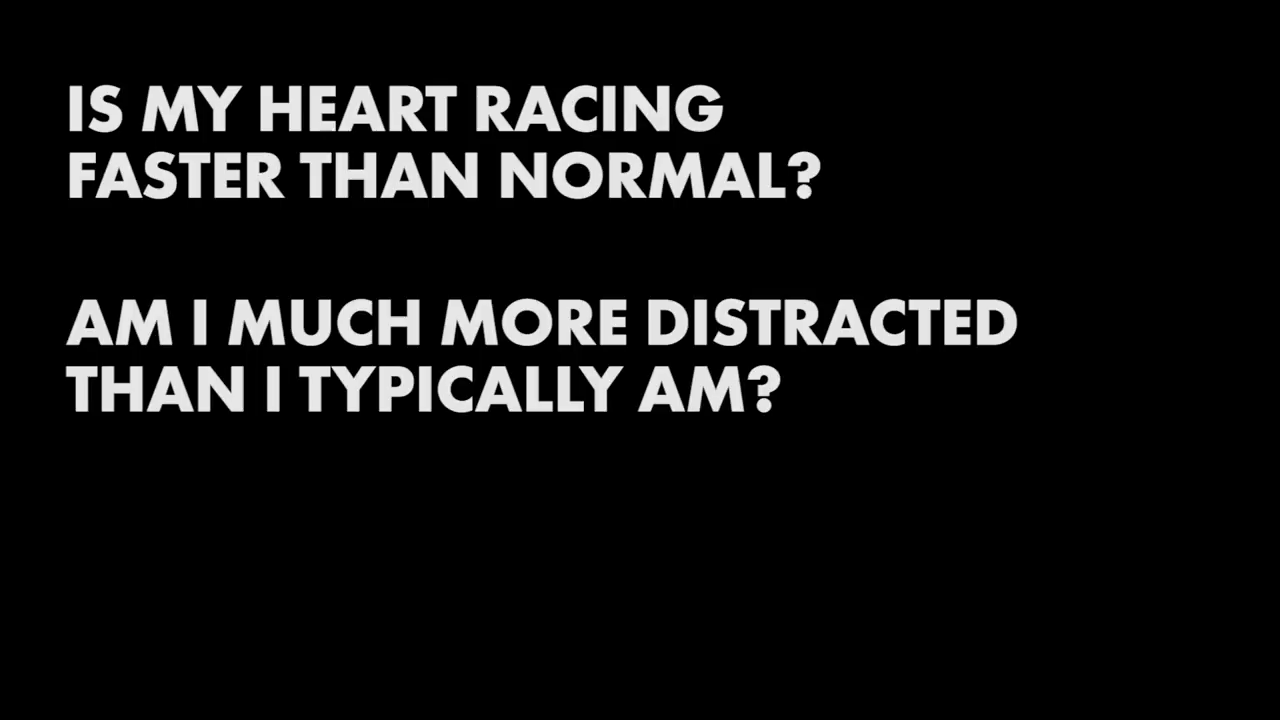 IS MY HEART RACING
FASTER THAN NORMAL?
AM I MUCH MORE DISTRACTED
THAN I TYPICALLY AM?